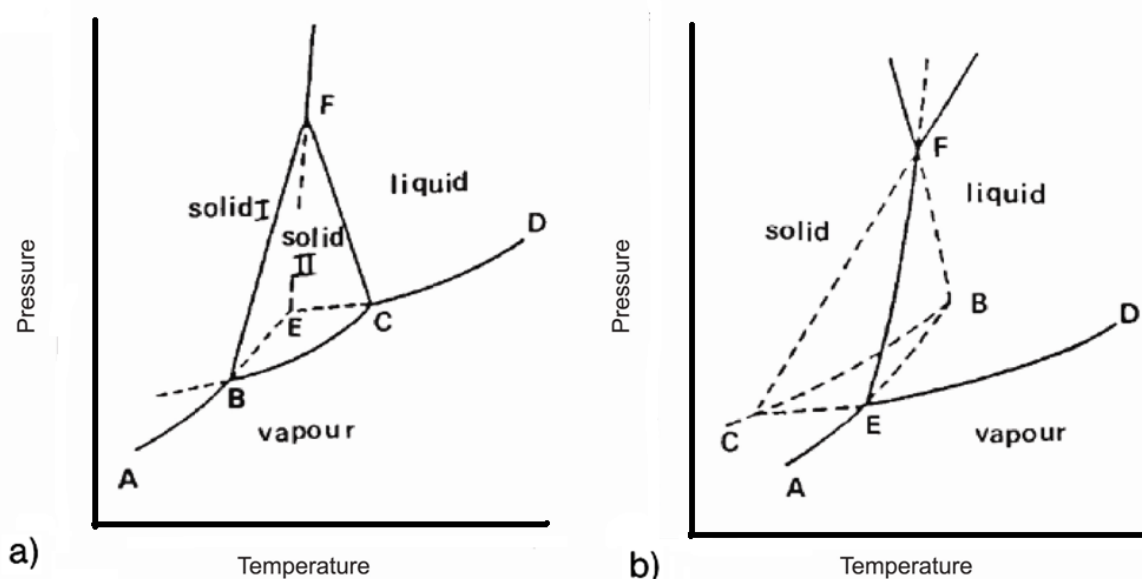 a)
Pressure
F
solid I
liquid
solid
II
D
E
C
B
vapour
A
Temperature
b)
Pressure
F
liquid
solid
B
D
C
E
vapour
A
Temperature